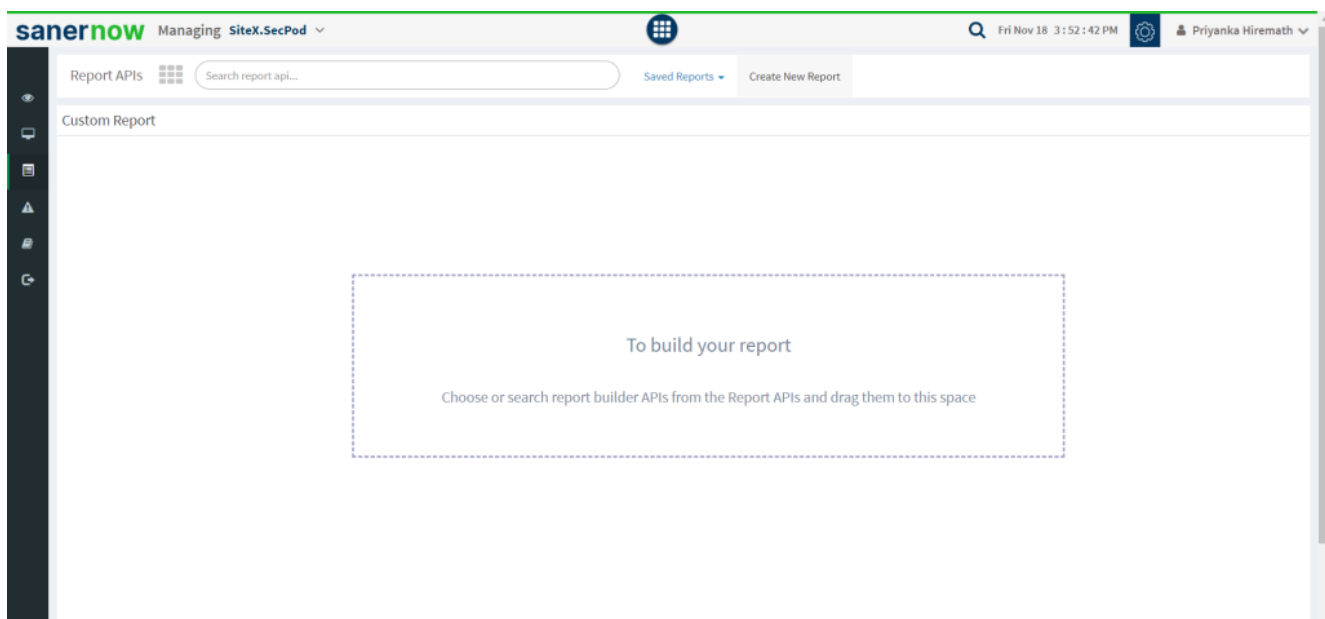 sanernow Managing SiteX.SecPod Fri Nov 18 3:52:42 PM Priyanka Hiremath
Report APIs Search report api... Saved Reports Create New Report
Custom Report
To build your report
Choose or search report builder APIs from the Report APIs and drag them to this space